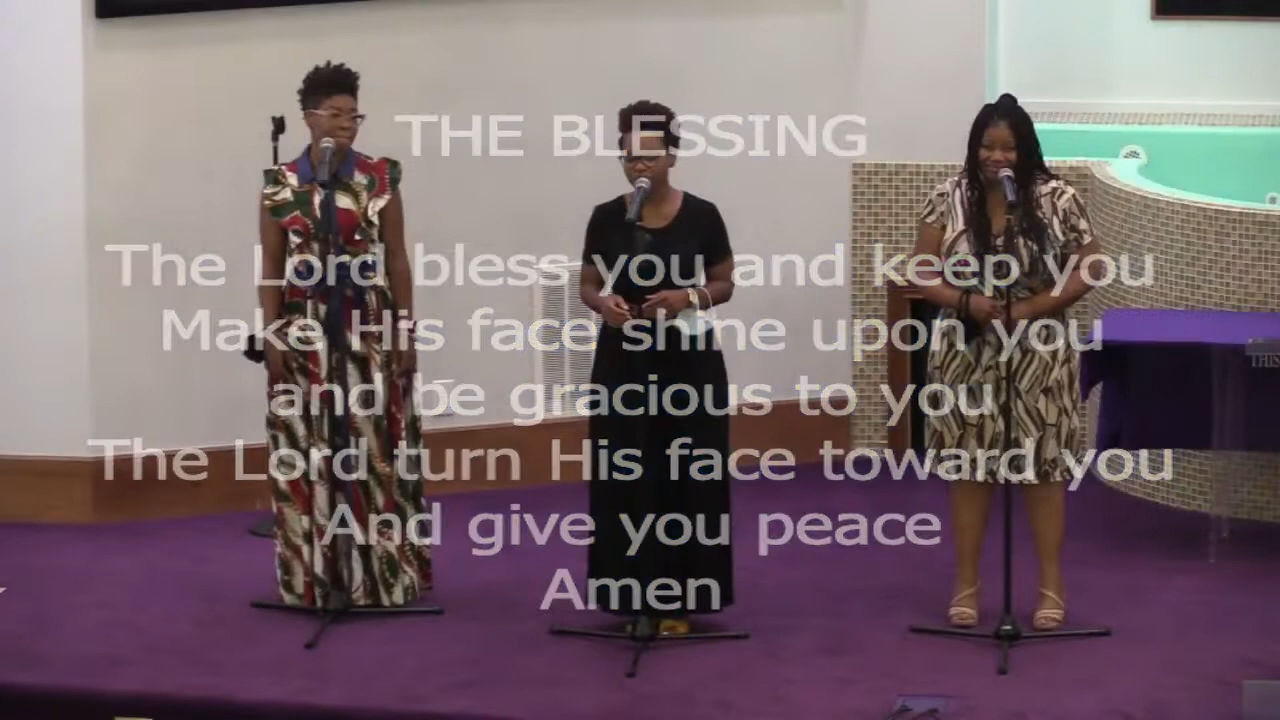 THE BLESSING
The Lord bless you and keep you
Make His face shine upon you
and be gracious to you
The Lord turn His face toward you
And give you peace
Amen
THIS